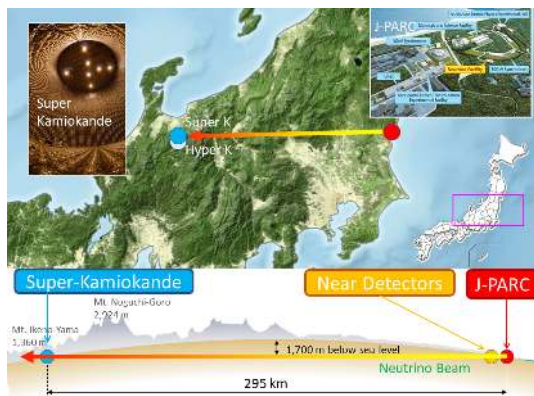 Super
Kamiokande
J-PARC
Super K
Hyper K
Super-Kamiokande
Near Detectors
J-PARC
Mt. Noguchi-Goro
2,924 m
Mt. Ikeno-Yama
1,360 m
1,700 m below sea level
Neutrino Beam
295 km